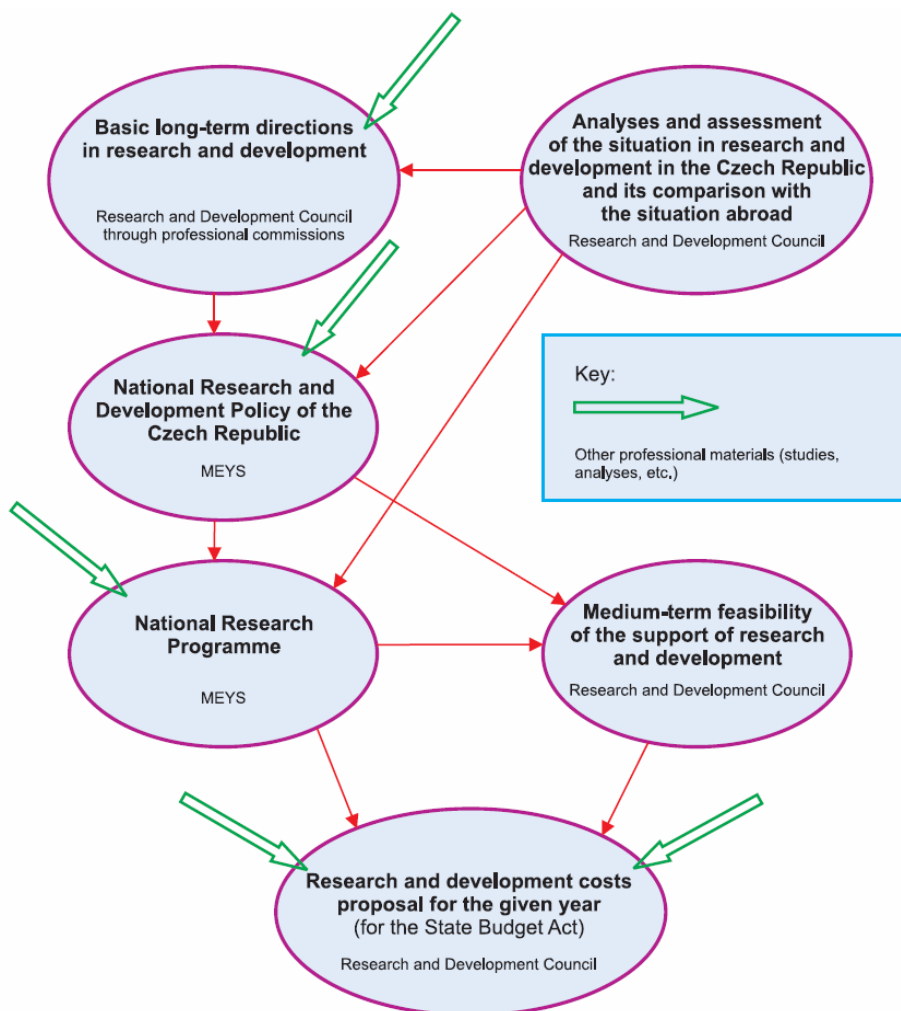 Basic long-term directions
in research and development
Research and Development Council
through professional commissions
Analyses and assessment
of the situation in research and
development in the Czech Republic
and its comparison with
the situation abroad
Research and Development Council
National Research and
Development Policy of the
Czech Republic
MEYS
Key:
Other professional materials (studies,
analyses, etc.)
National Research
Programme
MEYS
Medium-term feasibility
of the support of research
and development
Research and Development Council
Research and development costs
proposal for the given year
(for the State Budget Act)
Research and Development Council